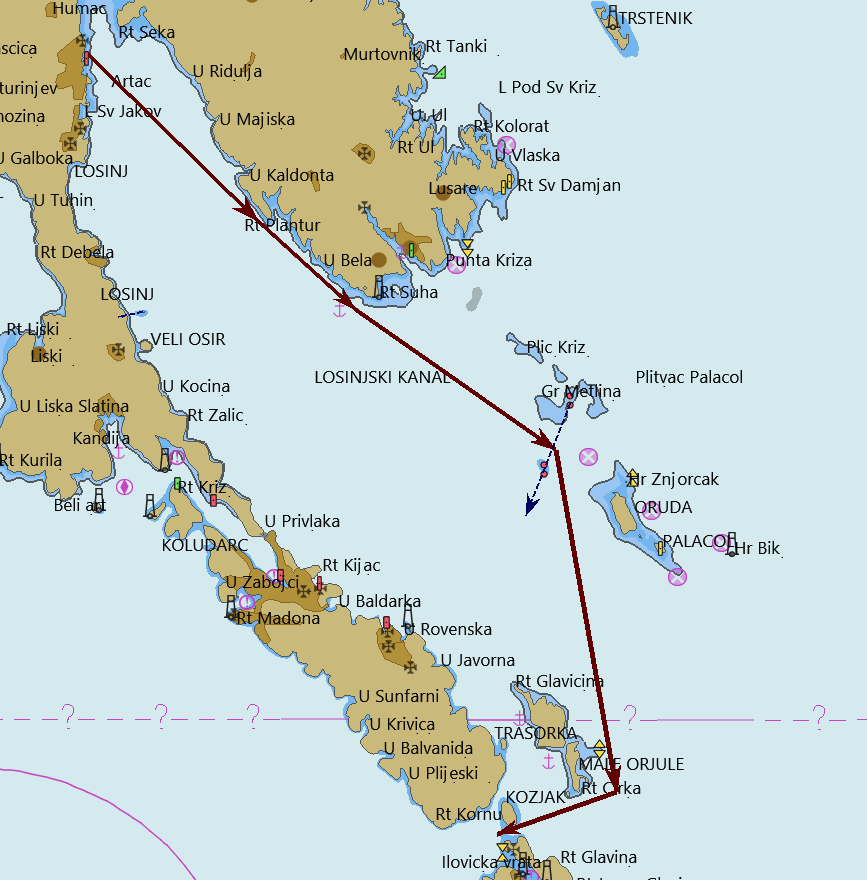 Humac
TRSTENIK
Rt Seka
ascica
Murtovnik
Rt Tanki
U Ridulja
Artac
turinjev
L Pod Sv Kriz
L Sv Jakov
nozina
U Majiska
U. Ul
Rt Kolorat
Rt Ul
U Vlaska
U Galboka
LOSINJ
U Kaldonta
Lusare
Rt Sv Damjan
U Tuhin
Rt Plantur
Rt Debela
U Bela
Punta Kriza
LOSINJ
Rt Suha
Rt Liski
VELI OSIR
Plic Kriz
Liski
LOSINJSKI KANAL
Plitvac Palacol
U Kocina
Gr Metlina
U Liska Slatina
Rt Zalic
Kandija
Rt Kurila
Hr Znjorcak
Rt Kriz
Beli art
ORUDA
U Privlaka
KOLUDARC
PALACOL
Hr Bik
Rt Kijac
U Zabojci
U Baldarka
Rt Madona
U Rovenska
U Javorna
Rt Glavicina
U Sunfarni
?
?
?
?
?
U Krivica
TRASORKA
U Balvanida
MALE ORJULE
U Plijeski
Rt Cirka
KOZJAK
Rt Kornu
Ilovicka vrata
Rt Glavina